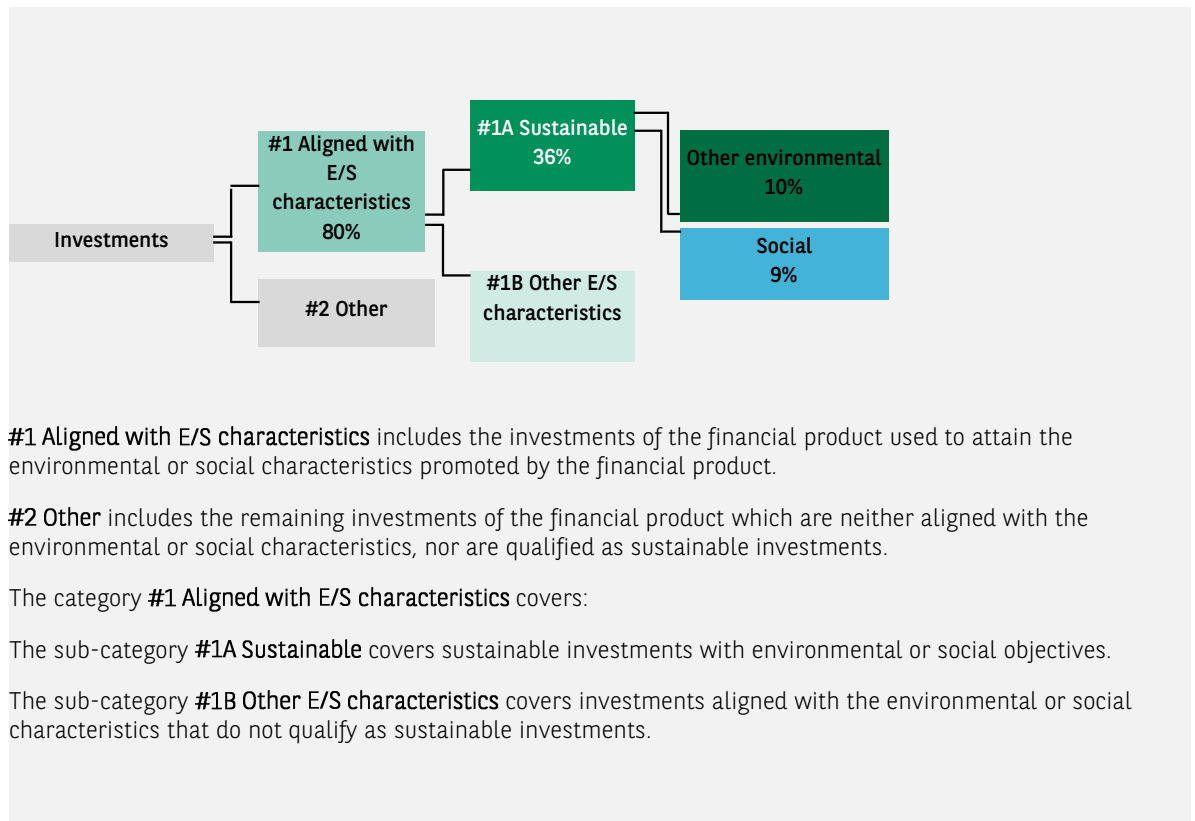 #1A Sustainable
36%
#1 Aligned with
E/S
characteristics
80%
Other environmental
10%
Investments
Social
9%
#1B Other E/S
characteristics
#2 Other
#1 Aligned with E/S characteristics includes the investments of the financial product used to attain the
environmental or social characteristics promoted by the financial product.
#2 Other includes the remaining investments of the financial product which are neither aligned with the
environmental or social characteristics, nor are qualified as sustainable investments.
The category #1 Aligned with E/S characteristics covers:
The sub-category #1A Sustainable covers sustainable investments with environmental or social objectives.
The sub-category #1B Other E/S characteristics covers investments aligned with the environmental or social
characteristics that do not qualify as sustainable investments.